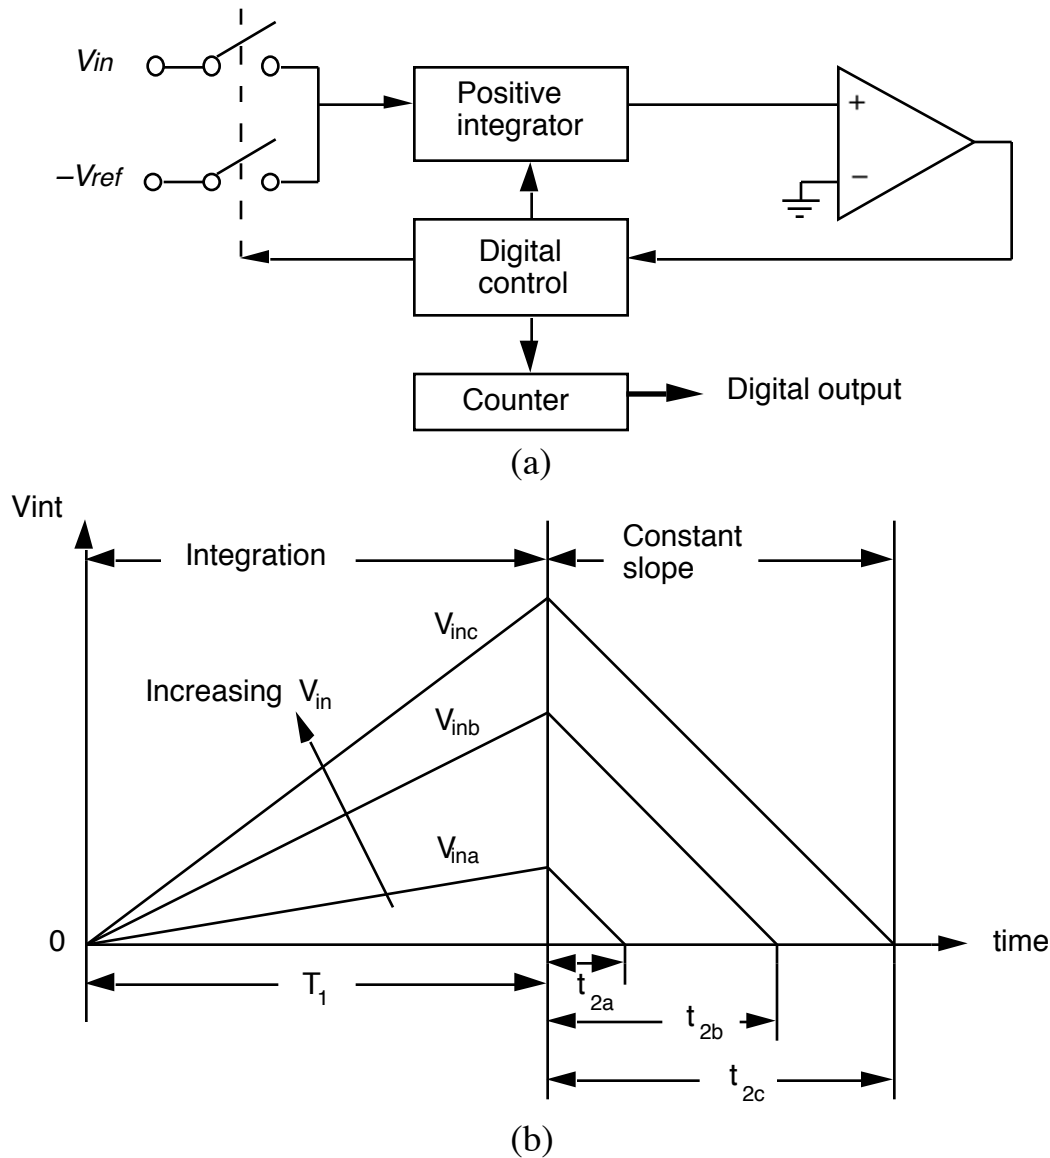 Vin
–Vref
Positive
integrator
+
−
Digital
control
Counter
Digital output
(a)
Vint
Integration
Constant
slope
Vinc
Increasing Vin
Vinb
Vina
0
time
T1
t2a
t2b
t2c
(b)